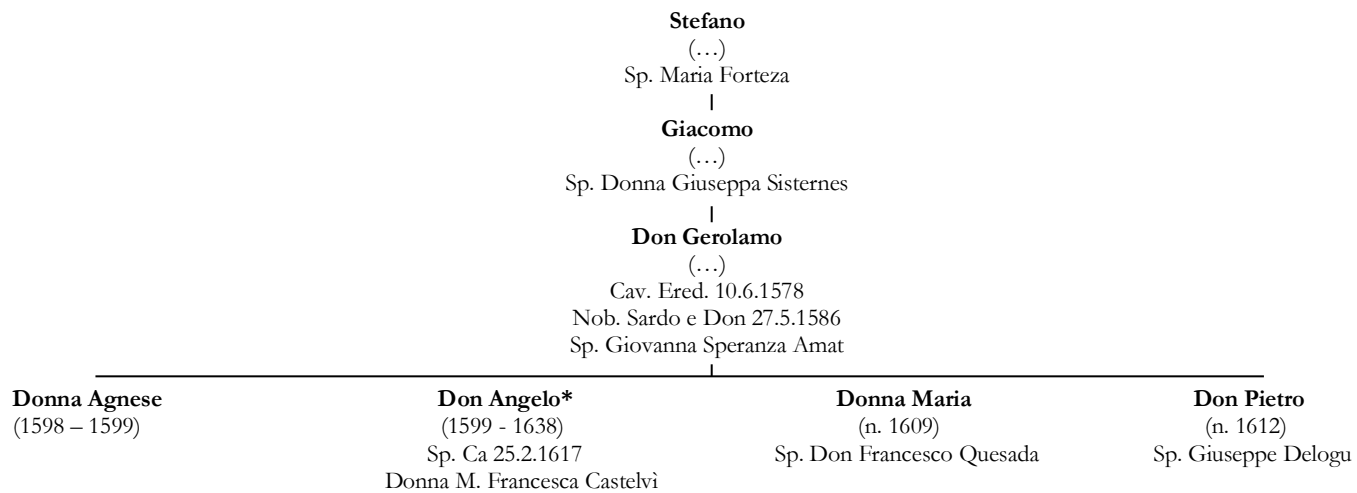 Stefano
(…)
Sp. Maria Forteza
Giacomo
(…)
Sp. Donna Giuseppa Sisternes
Don Gerolamo
(…)
Cav. Ered. 10.6.1578
Nob. Sardo e Don 27.5.1586
Sp. Giovanna Speranza Amat
Donna Agnese
(1598 – 1599)
Don Angelo*
(1599 - 1638)
Sp. Ca 25.2.1617
Donna M. Francesca Castelvì
Donna Maria
(n. 1609)
Sp. Don Francesco Quesada
Don Pietro
(n. 1612)
Sp. Giuseppe Delogu